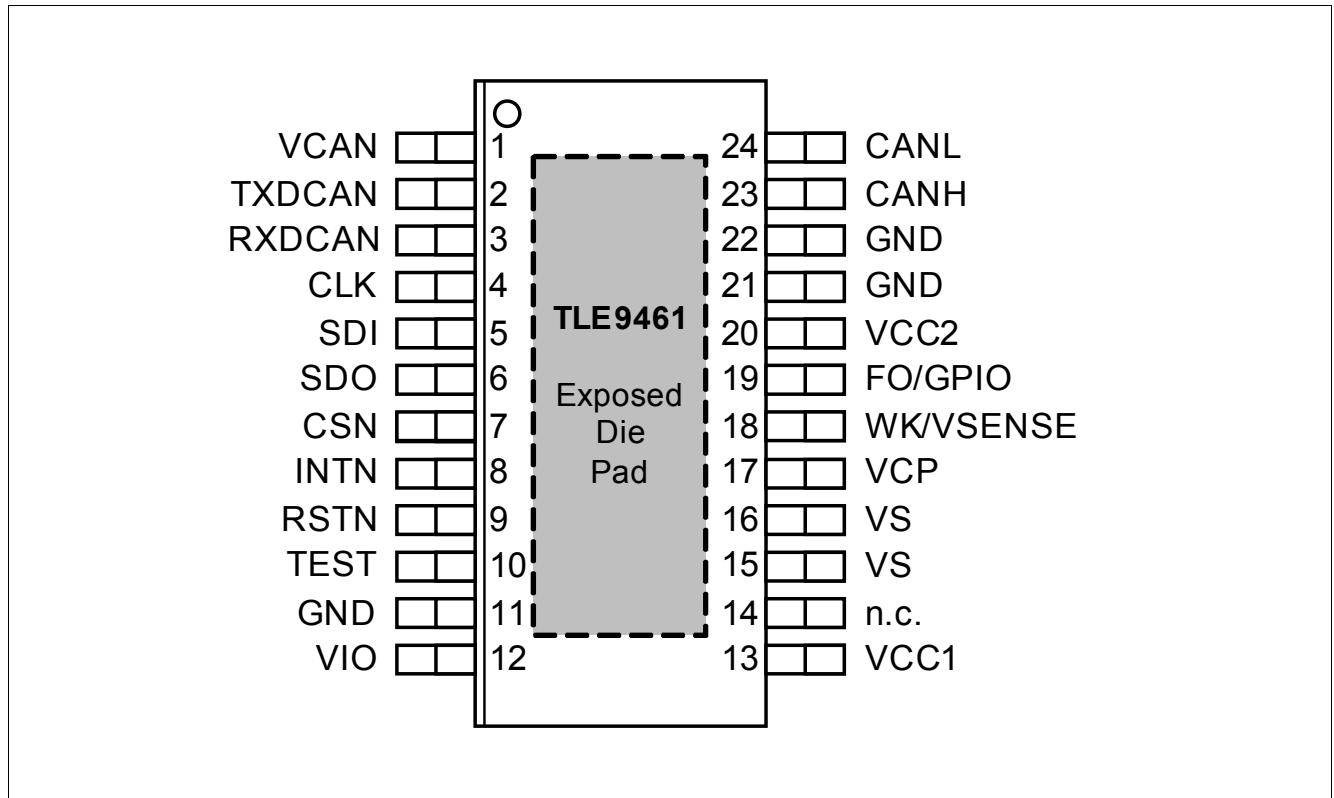 VCAN 1 24 CANL
TXDCAN 2 23 CANH
RXDCAN 3 22 GND
CLK 4 21 GND
SDI 5 TLE9461 20 VCC2
SDO 6 19 FO/GPIO
Exposed
CSN 7 Die 18 WK/VSENSE
INTN 8 Pad 17 VCP
RSTN 9 16 VS
TEST 10 15 VS
GND 11 14 n.c.
VIO 12 13 VCC1